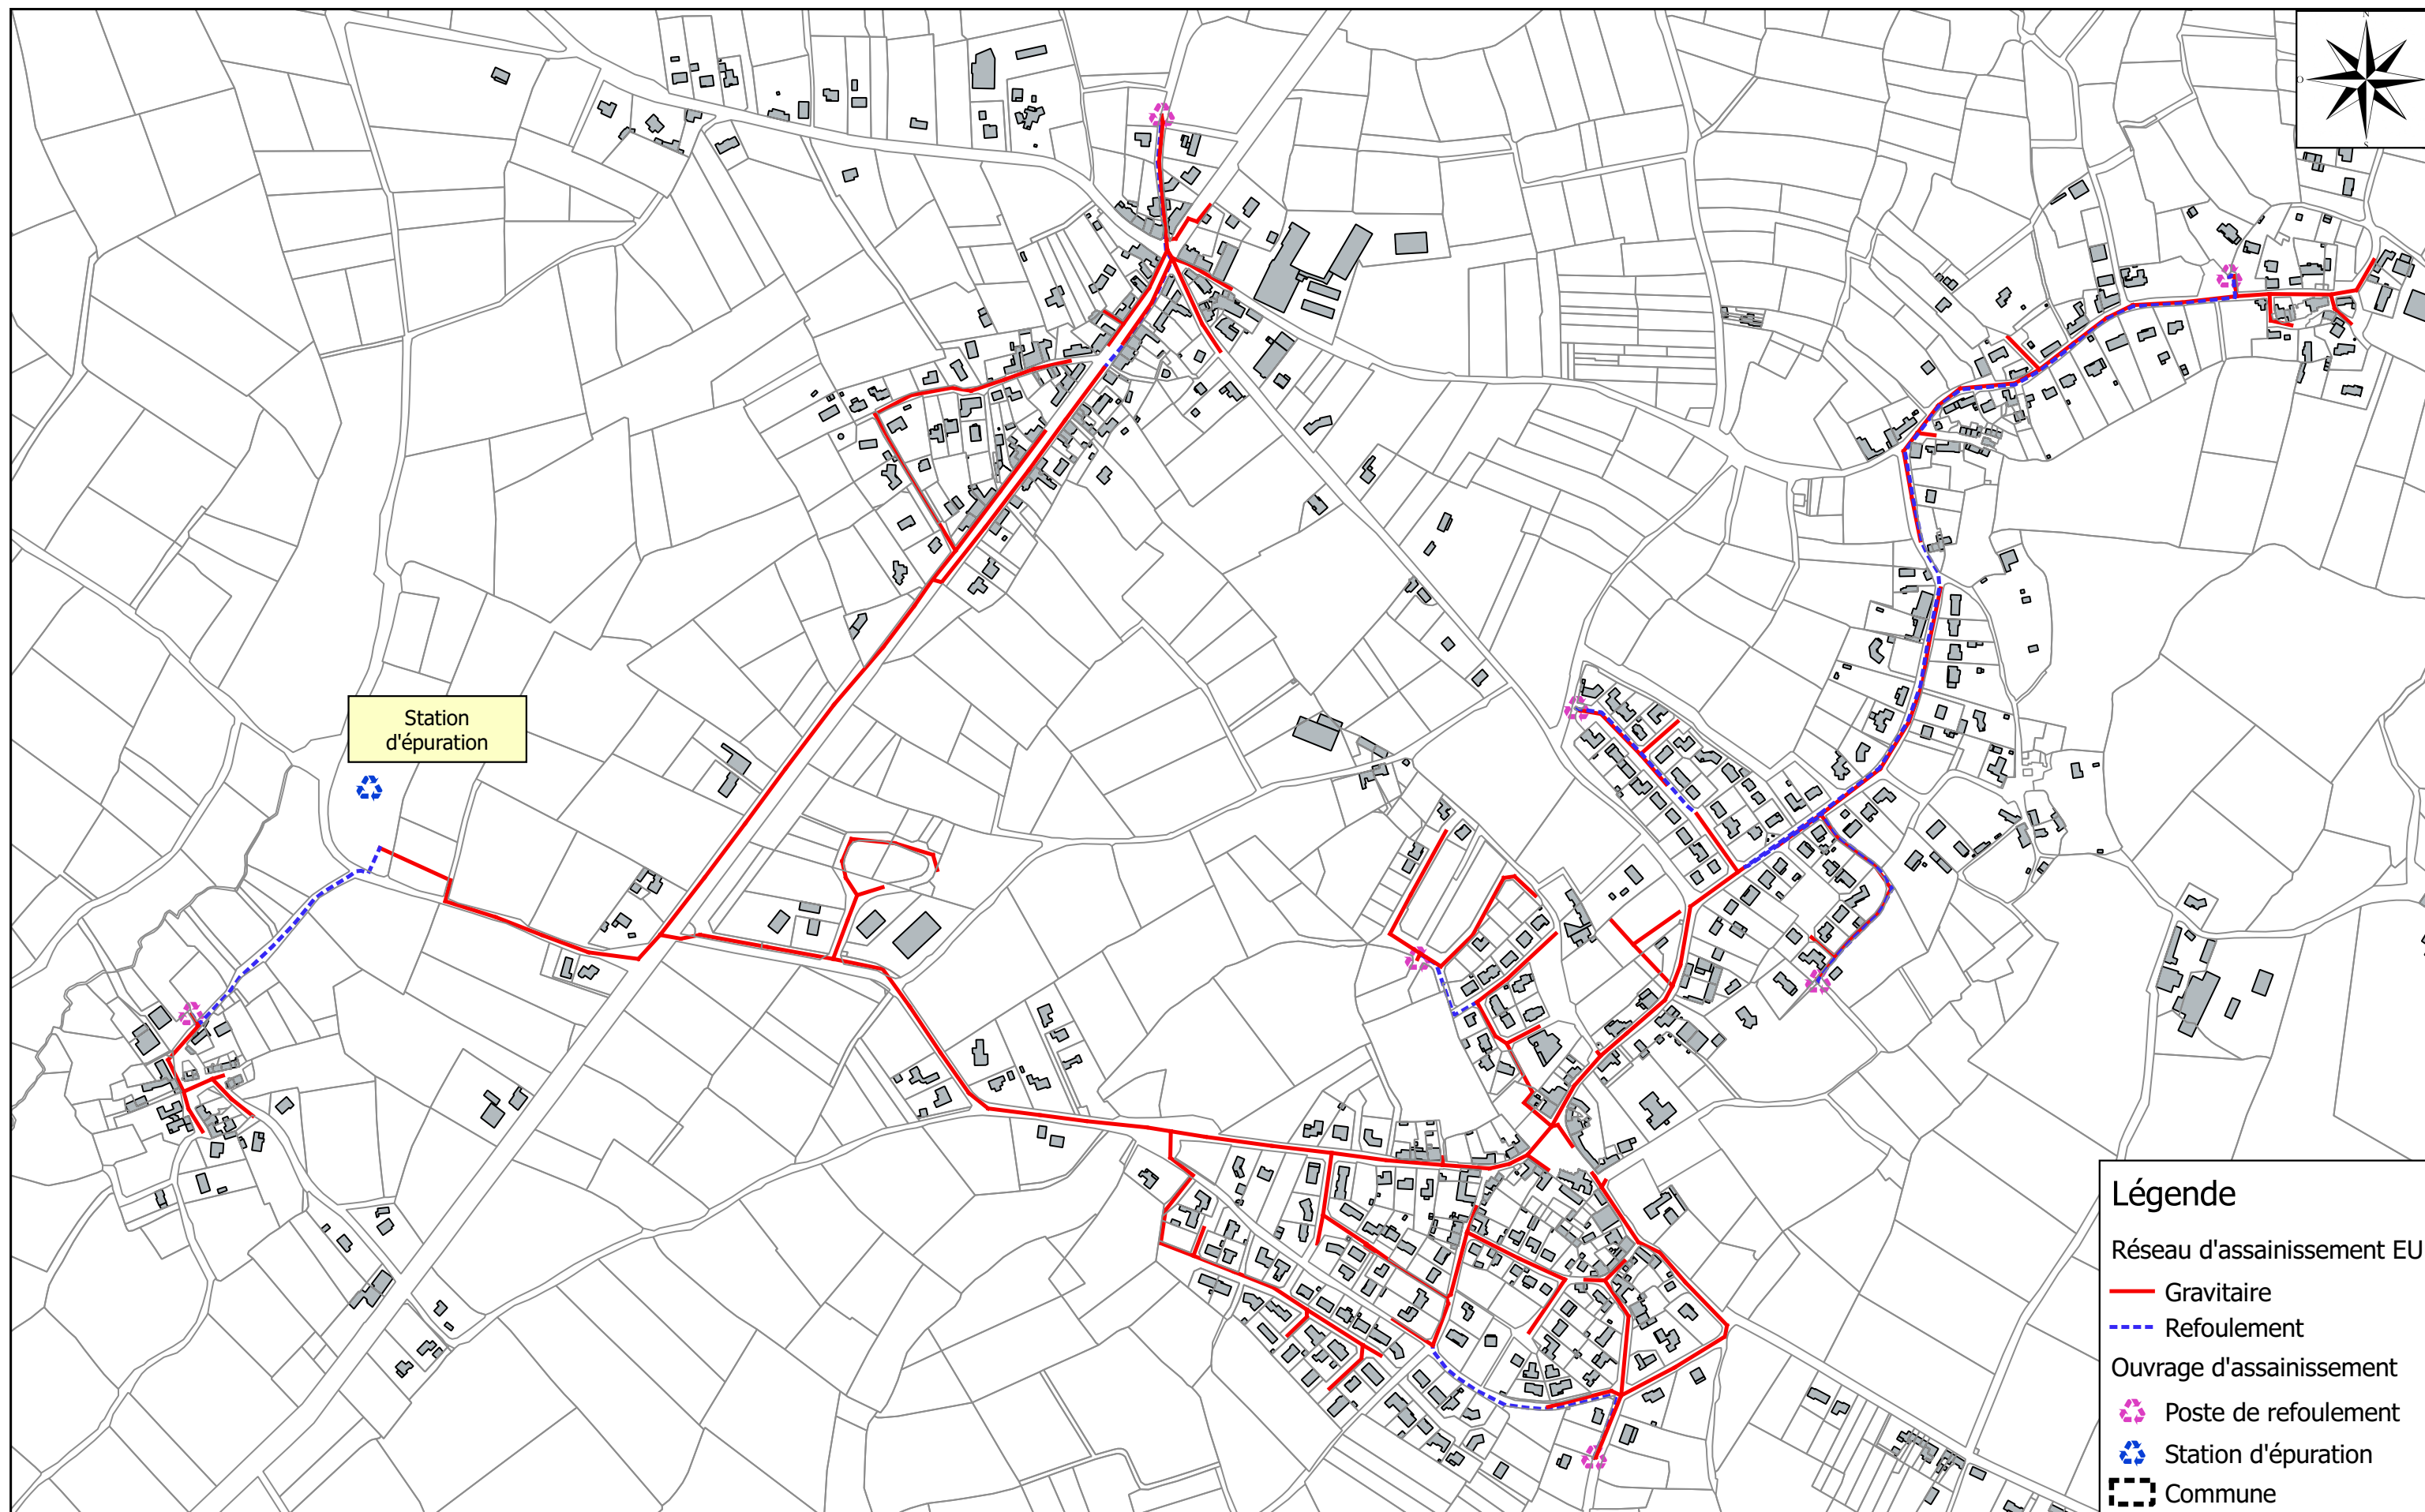 N
O
S
Station
d'épuration
Légende
Réseau d'assainissement EU
Gravitaire
Refoulement
Ouvrage d'assainissement
Poste de refoulement
Station d'épuration
Commune